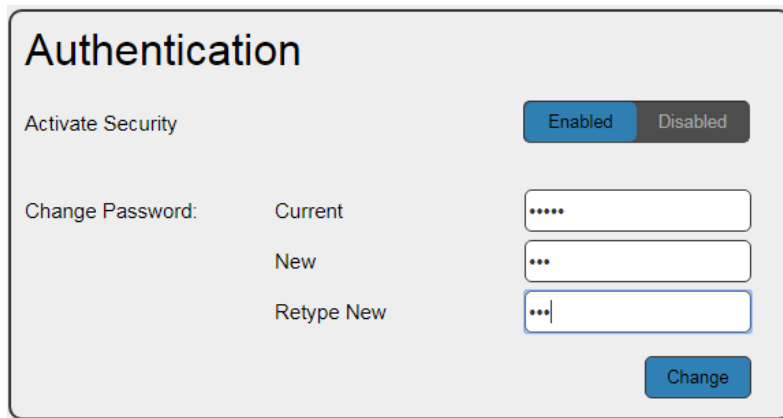 Authentication
Activate Security Enabled Disabled
Change Password: Current •••••
New •••
Retype New •••
Change